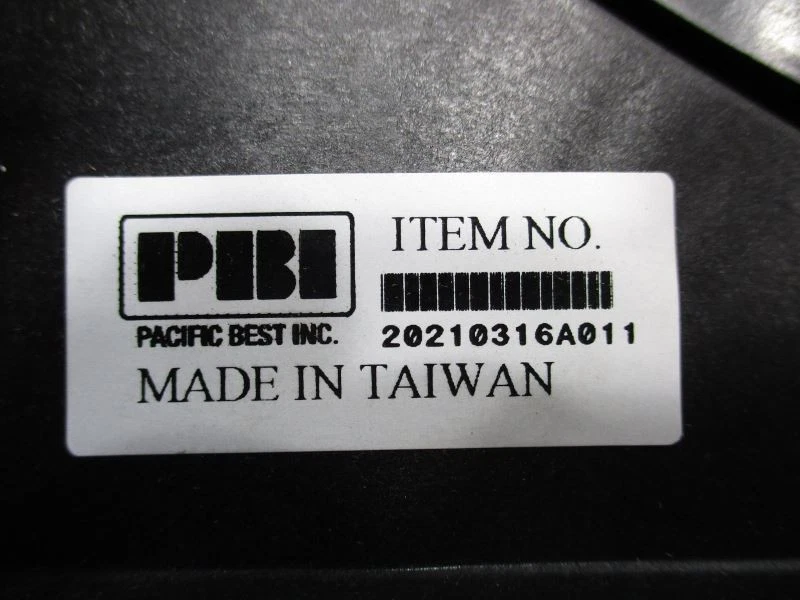 PBI
PACIFIC BEST INC.
ITEM NO.
20210316A011
MADE IN TAIWAN